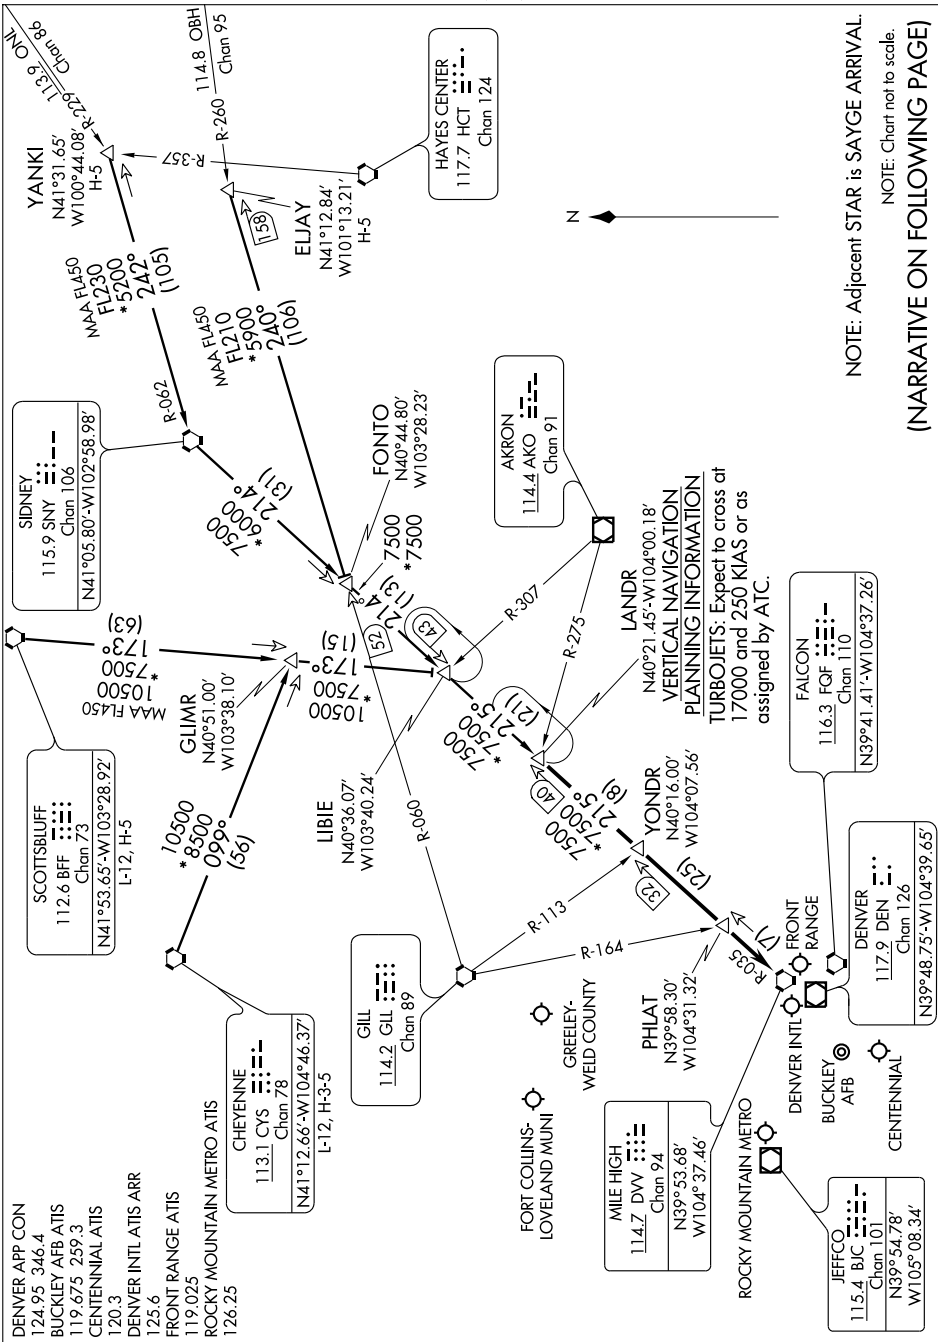 DENVER APP CON
124.95 346.4
BUCKLEY AFB ATIS
119.675 259.3
CENTENNIAL ATIS
120.3
DENVER INTL ATIS ARR
125.6
FRONT RANGE ATIS
119.025
ROCKY MOUNTAIN METRO ATIS
126.25
CHEYENNE
113.1 CYS
Chan 78
N41°12.66'-W104°46.37'
L-12, H-3-5
SCOTTSBLUFF
112.6 BFF
Chan 73
N41°53.65'-W103°28.92'
L-12, H-5
SIDNEY
115.9 SNY
Chan 106
N41°05.80'-W102°58.98'
YANKI
N41°31.65'
W100°44.08'
H-5
113.9 ONL
Chan 86
R-229
114.8 OBH
Chan 95
R-260
R-357
HAYES CENTER
117.7 HCT
Chan 124
ELJAY
N41°12.84'
W101°13.21'
H-5
158
MAA FL450
FL230
*5200
242°
(105)
R-062
MAA FL450
FL210
*5900
240°
(106)
7500
*6000
214°
(31)
MAA FL450
10500
*7500
173°
(63)
GLIMR
N40°51.00'
W103°38.10'
10500
*8500
099°
(56)
10500
*7500
173°
(15)
FONTO
N40°44.80'
W103°28.23'
7500
*7500
214°
(13)
52
43
LIBIE
N40°36.07'
W103°40.24'
R-060
R-307
R-275
AKRON
114.4 AKO
Chan 91
7500
*7500
215°
(21)
LANDR
N40°21.45'-W104°00.18'
VERTICAL NAVIGATION
PLANNING INFORMATION
TURBOJETS: Expect to cross at
17000 and 250 KIAS or as
assigned by ATC.
40
7500
*7500
215°
(8)
YONDR
N40°16.00'
W104°07.56'
32
(25)
GILL
114.2 GLL
Chan 89
R-113
R-164
PHLAT
N39°58.30'
W104°31.32'
(7)
R-035
FORT COLLINS-
LOVELAND MUNI
GREELEY-
WELD COUNTY
MILE HIGH
114.7 DVV
Chan 94
N39°53.68'
W104°37.46'
ROCKY MOUNTAIN METRO
JEFFCO
115.4 BJC
Chan 101
N39°54.78'
W105°08.34'
DENVER INTL
FRONT
RANGE
BUCKLEY
AFB
CENTENNIAL
DENVER
117.9 DEN
Chan 126
N39°48.75'-W104°39.65'
FALCON
116.3 FQF
Chan 110
N39°41.41'-W104°37.26'
N
NOTE: Adjacent STAR is SAYGE ARRIVAL.
NOTE: Chart not to scale.
(NARRATIVE ON FOLLOWING PAGE)